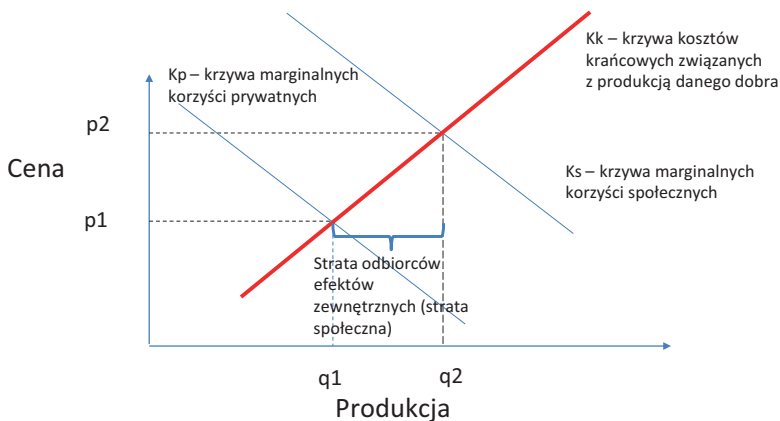 Kk – krzywa kosztów
krańcowych związanych
z produkcją danego dobra
Kp – krzywa marginalnych
korzyści prywatnych
p2
Cena
Ks – krzywa marginalnych
korzyści społecznych
p1
Strata odbiorców
efektów
zewnętrznych (strata
społeczna)
q1
q2
Produkcja